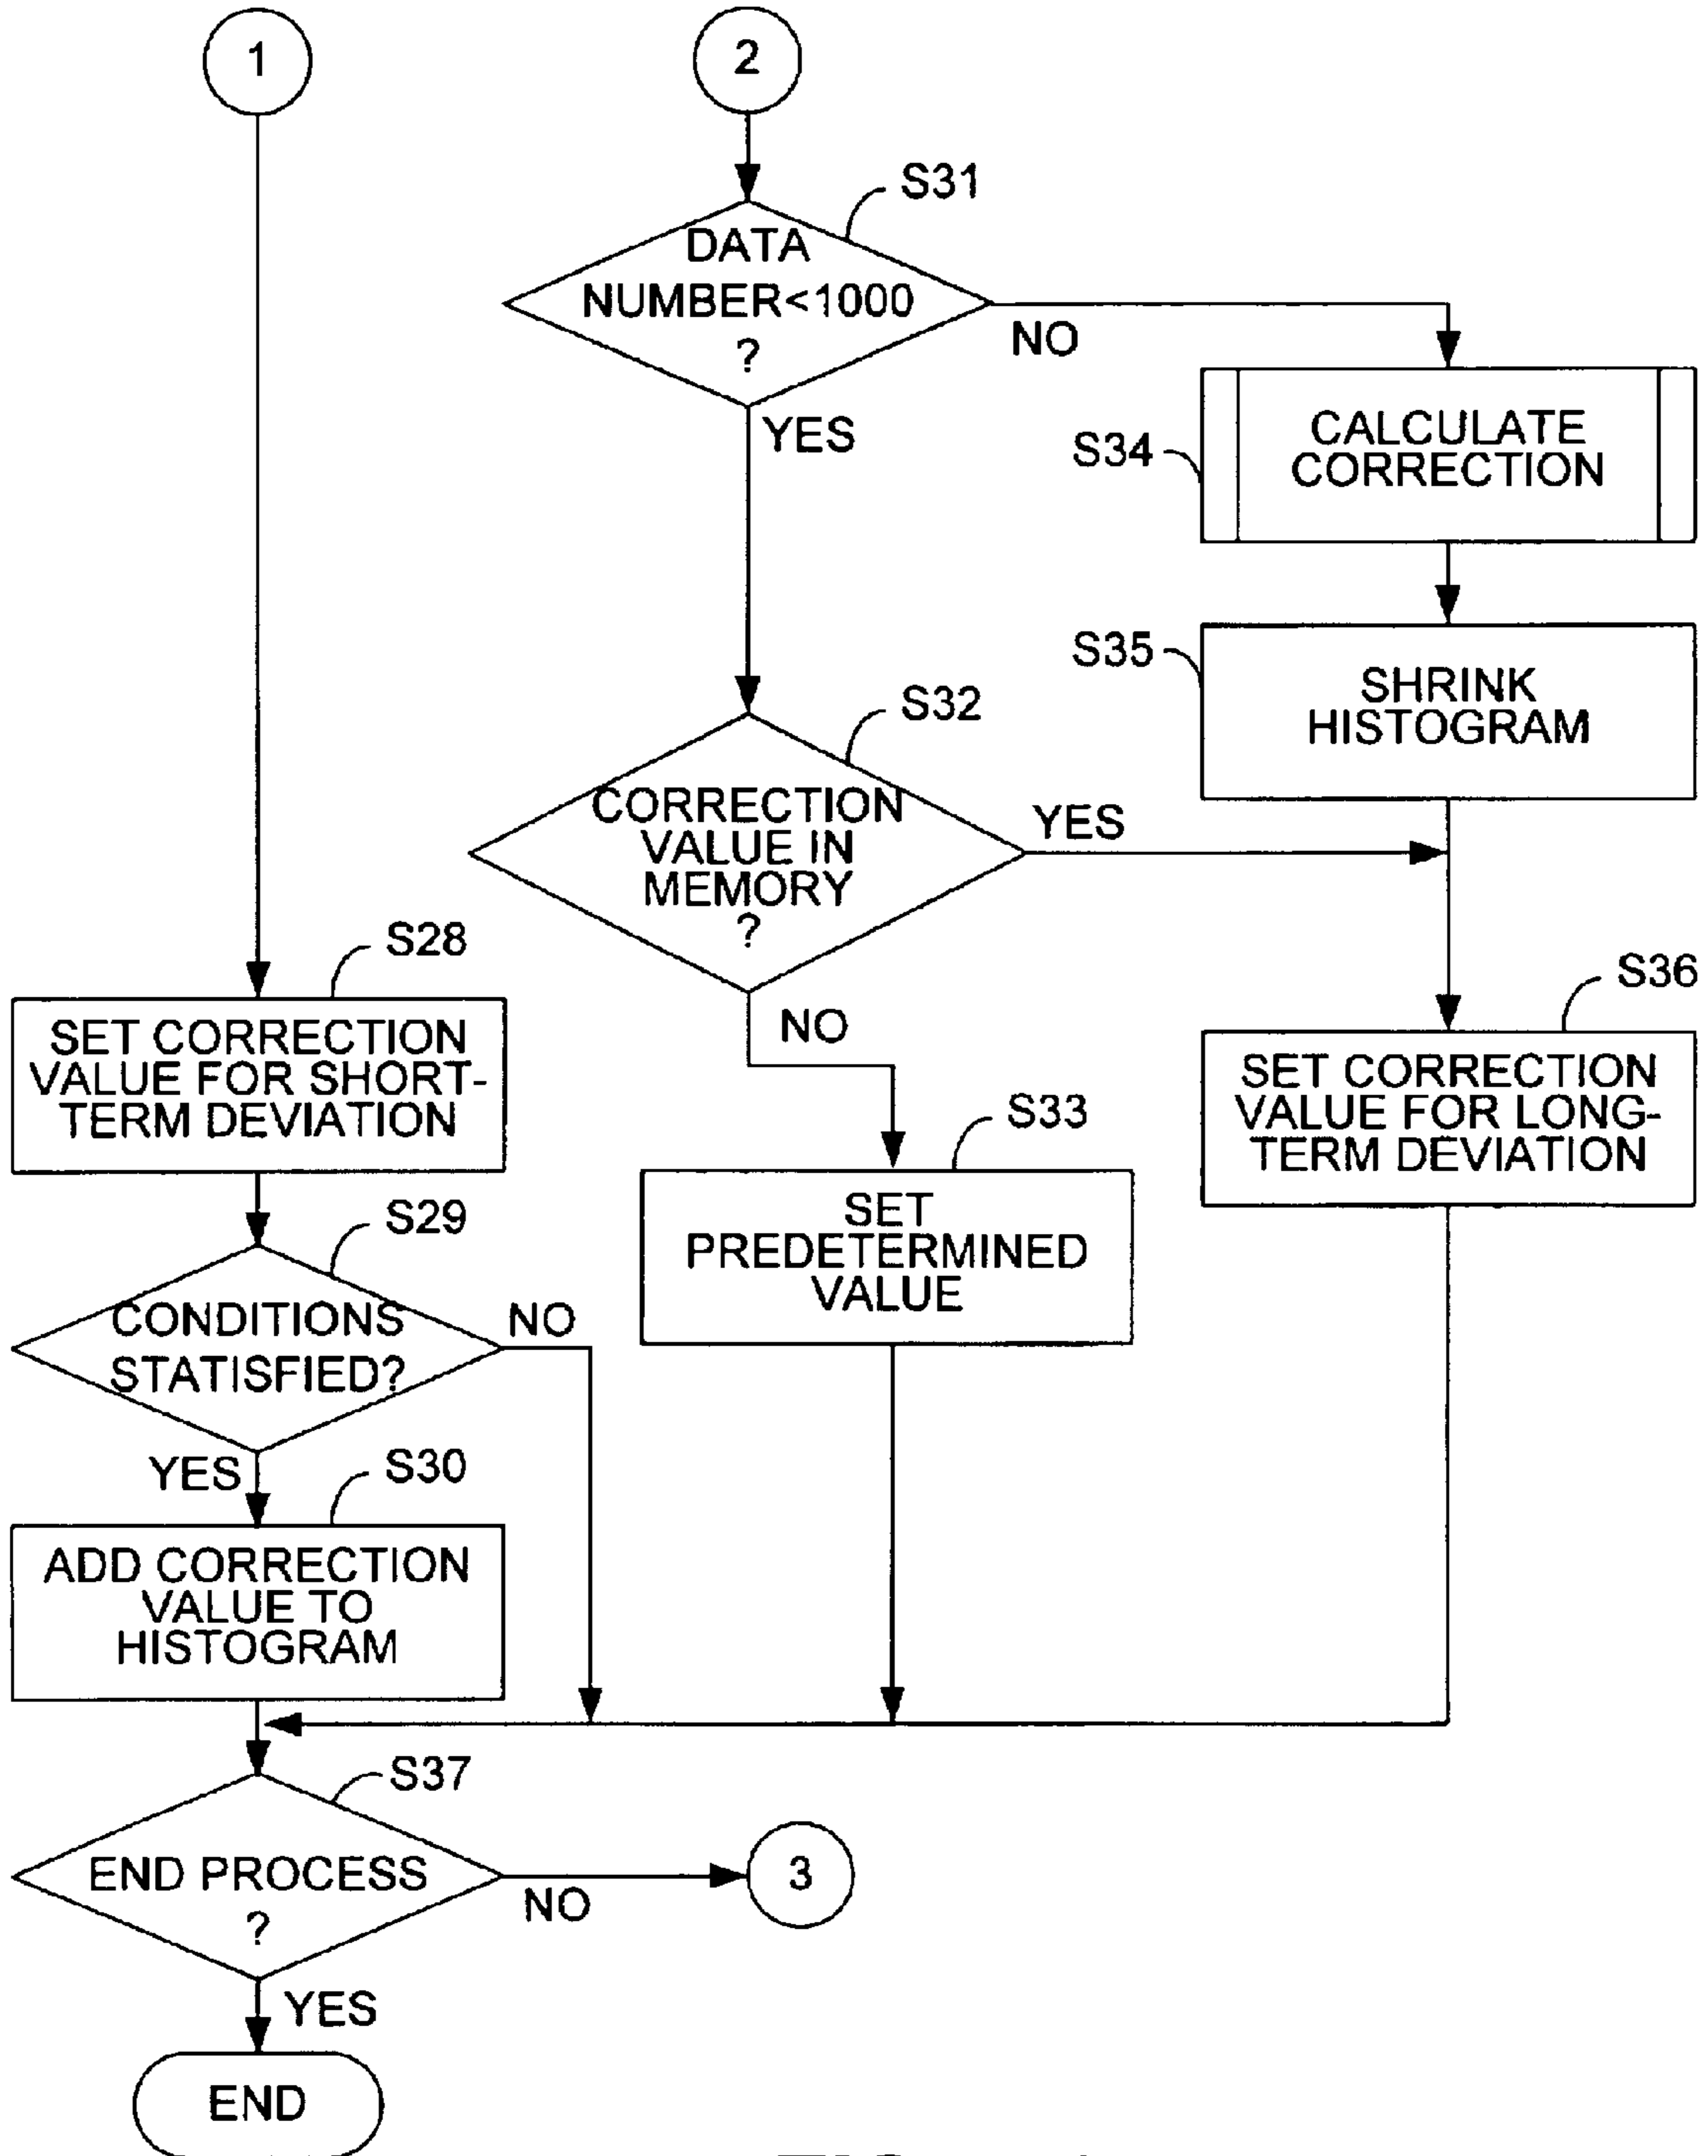 1
2
S31
DATA
NUMBER<1000
?
NO
YES
S34
CALCULATE
CORRECTION
S35
SHRINK
HISTOGRAM
S32
CORRECTION
VALUE IN
MEMORY
?
YES
NO
S28
SET CORRECTION
VALUE FOR SHORT-
TERM DEVIATION
S36
SET CORRECTION
VALUE FOR LONG-
TERM DEVIATION
S33
SET
PREDETERMINED
VALUE
S29
CONDITIONS
STATISFIED?
NO
YES
S30
ADD CORRECTION
VALUE TO
HISTOGRAM
S37
END PROCESS
?
NO
3
YES
END